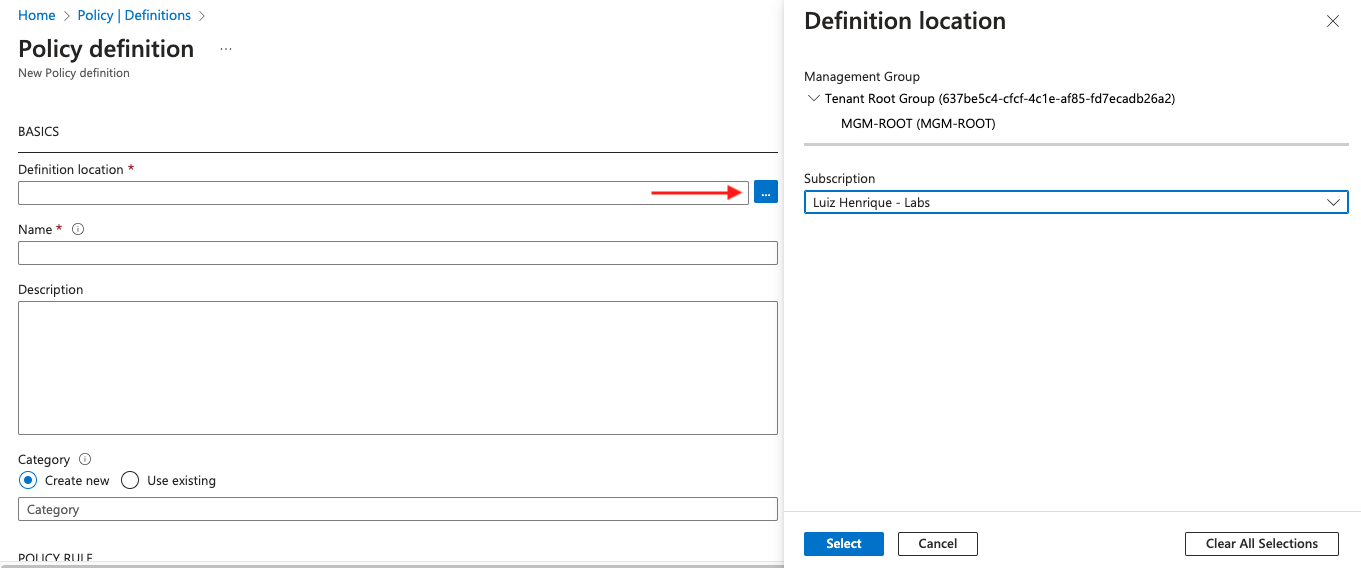 Home > Policy | Definitions >
Policy definition ...
New Policy definition
BASICS
Definition location *
...
Name *
Description
Category
Create new Use existing
Category
POLICY RULE
Definition location
Management Group
Tenant Root Group (637be5c4-cfcf-4c1e-af85-fd7ecadb26a2)
MGM-ROOT (MGM-ROOT)
Subscription
Luiz Henrique - Labs
Select Cancel Clear All Selections